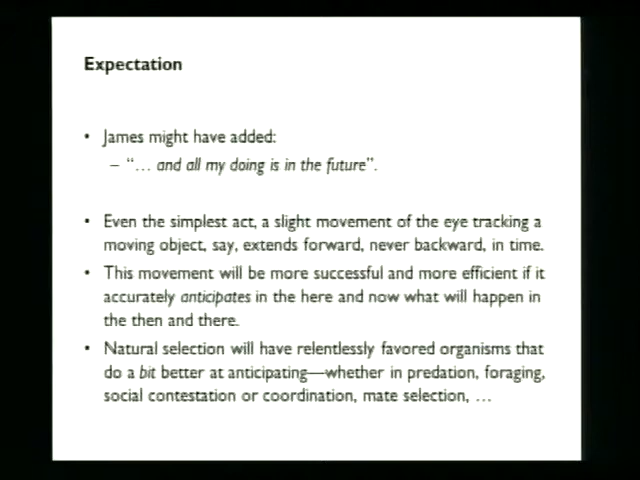 Expectation
• James might have added:
– “… and all my doing is in the future”.
• Even the simplest act, a slight movement of the eye tracking a
moving object, say, extends forward, never backward, in time.
• This movement will be more successful and more efficient if it
accurately anticipates in the here and now what will happen in
the then and there.
• Natural selection will have relentlessly favored organisms that
do a bit better at anticipating—whether in predation, foraging,
social contestation or coordination, mate selection, …